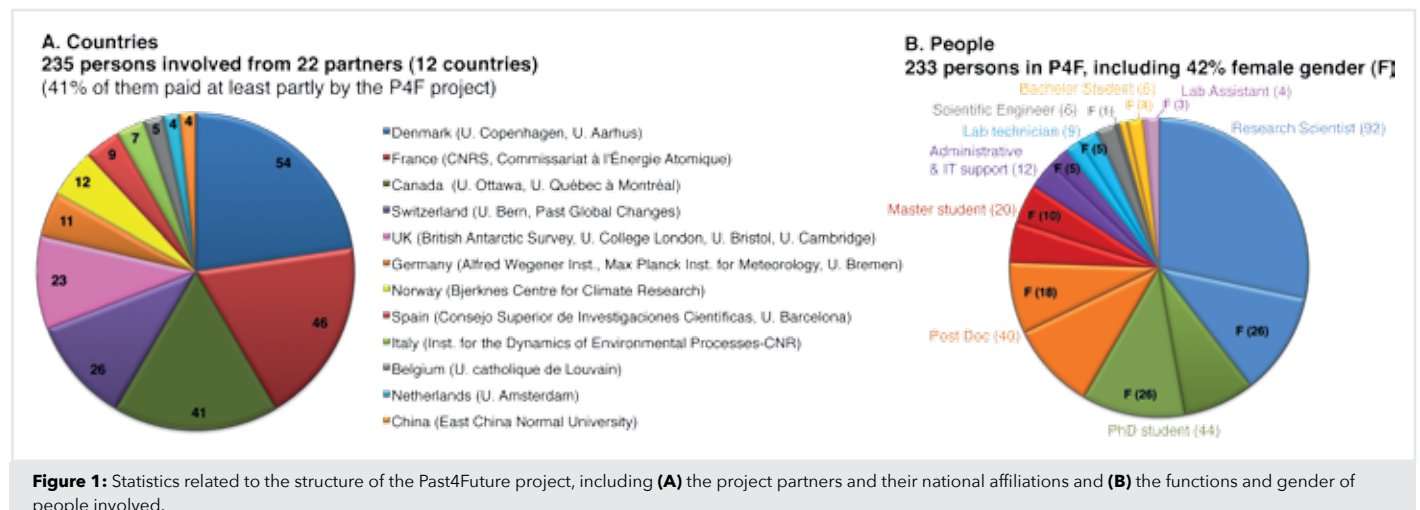 A. Countries
235 persons involved from 22 partners (12 countries)
(41% of them paid at least partly by the P4F project)
54
46
41
26
23
11
12
9
7
5
4
4
Denmark (U. Copenhagen, U. Aarhus)
France (CNRS, Commissariat à l'Énergie Atomique)
Canada (U. Ottawa, U. Québec à Montréal)
Switzerland (U. Bern, Past Global Changes)
UK (British Antarctic Survey, U. College London, U. Bristol, U. Cambridge)
Germany (Alfred Wegener Inst., Max Planck Inst. for Meteorology, U. Bremen)
Norway (Bjerknes Centre for Climate Research)
Spain (Consejo Superior de Investigaciones Científicas, U. Barcelona)
Italy (Inst. for the Dynamics of Environmental Processes-CNR)
Belgium (U. catholique de Louvain)
Netherlands (U. Amsterdam)
China (East China Normal University)
B. People
233 persons in P4F, including 42% female gender (F)
Research Scientist (92)
F (26)
PhD student (44)
F (26)
Post Doc (40)
F (18)
Master student (20)
F (10)
Administrative
& IT support (12)
F (5)
Lab technician (9)
F (5)
Scientific Engineer (6)
F (1)
Bachelor Student (6)
F (4)
Lab Assistant (4)
F (3)
Figure 1: Statistics related to the structure of the Past4Future project, including (A) the project partners and their national affiliations and (B) the functions and gender of
people involved.